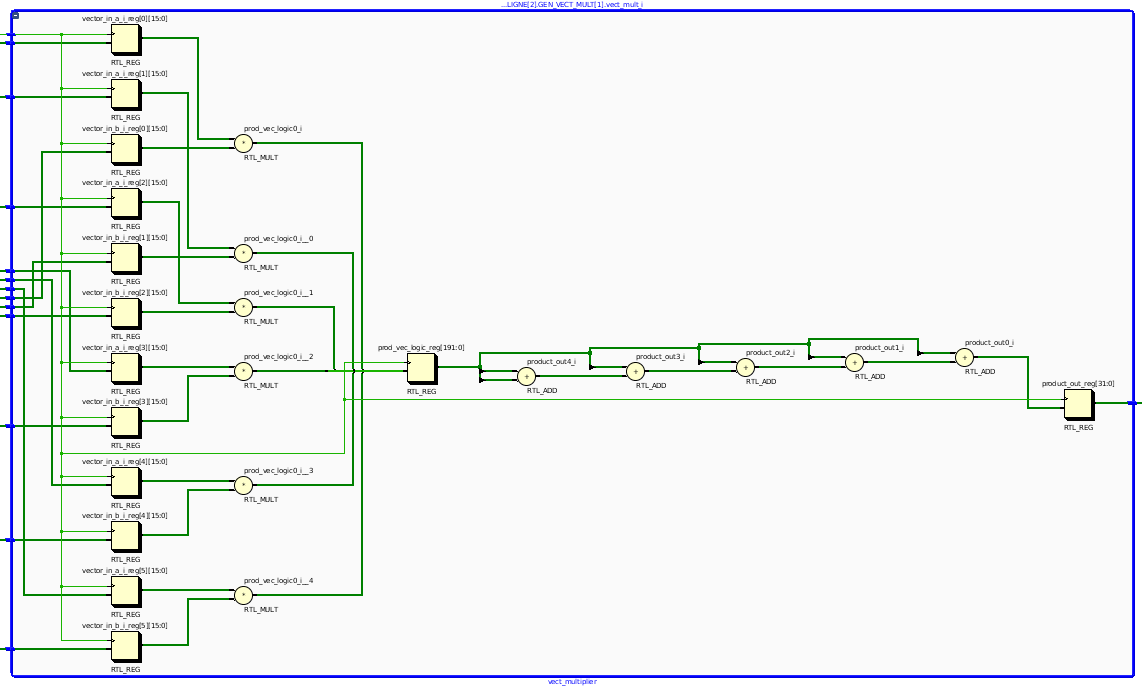 ...LIGNE[2].GEN_VECT_MULT[1].vect_mult_i
vector_in_a_i_reg[0][15:0]
RTL_REG
vector_in_a_i_reg[1][15:0]
RTL_REG
vector_in_b_i_reg[0][15:0]
RTL_REG
prod_vec_logic0_i
RTL_MULT
vector_in_a_i_reg[2][15:0]
RTL_REG
vector_in_b_i_reg[1][15:0]
RTL_REG
prod_vec_logic0_i__0
RTL_MULT
vector_in_b_i_reg[2][15:0]
RTL_REG
prod_vec_logic0_i__1
RTL_MULT
vector_in_a_i_reg[3][15:0]
RTL_REG
prod_vec_logic0_i__2
RTL_MULT
prod_vec_logic_reg[191:0]
RTL_REG
product_out4_i
RTL_ADD
product_out3_i
RTL_ADD
product_out2_i
RTL_ADD
product_out1_i
RTL_ADD
product_out0_i
RTL_ADD
product_out_reg[31:0]
RTL_REG
vector_in_b_i_reg[3][15:0]
RTL_REG
vector_in_a_i_reg[4][15:0]
RTL_REG
prod_vec_logic0_i__3
RTL_MULT
vector_in_b_i_reg[4][15:0]
RTL_REG
vector_in_a_i_reg[5][15:0]
RTL_REG
prod_vec_logic0_i__4
RTL_MULT
vector_in_b_i_reg[5][15:0]
RTL_REG
vect_multiplier